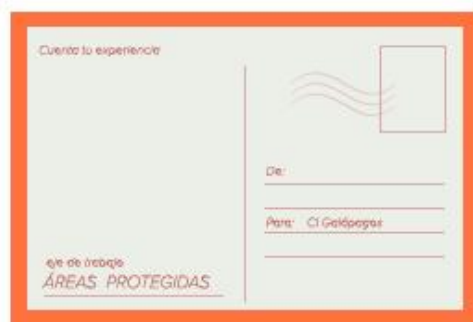 Cuenta tu experiencia
De:
Para: CI Galápagos
eje de trabajo
ÁREAS PROTEGIDAS